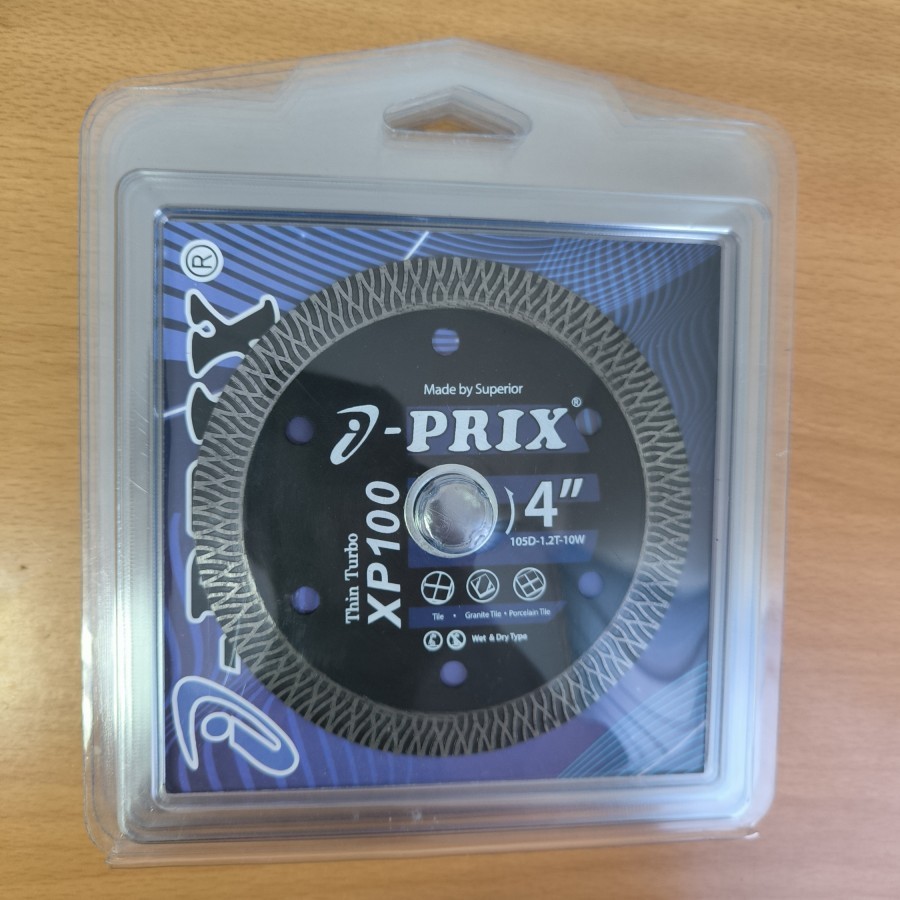 Made by Superior
i-PRIX®
4"
105D-1.2T-10W
Thin Turbo
XP100
Tile • Granite Tile • Porcelain Tile
Wet & Dry Type
i-PRIX®